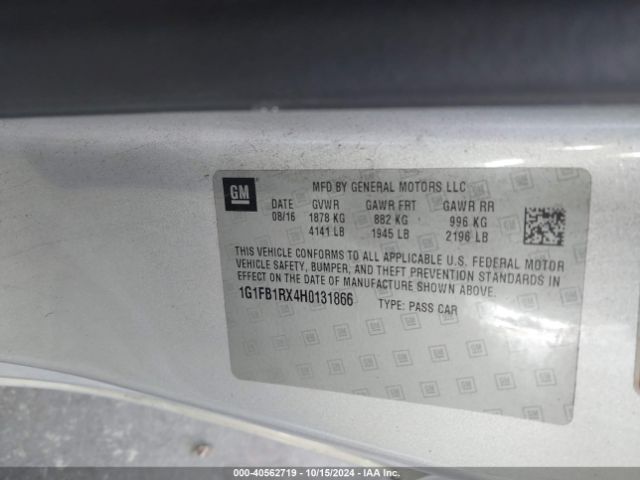 GM
MFD BY GENERAL MOTORS LLC
DATE GVWR GAWR FRT GAWR RR
08/16 1878 KG 882 KG 996 KG
4141 LB 1945 LB 2196 LB
THIS VEHICLE CONFORMS TO ALL APPLICABLE U.S. FEDERAL MOTOR
VEHICLE SAFETY, BUMPER, AND THEFT PREVENTION STANDARDS IN
EFFECT ON THE DATE OF MANUFACTURE SHOWN ABOVE.
1G1FB1RX4H0131866 TYPE: PASS CAR
000-40562719 - 10/15/2024 - IAA Inc.